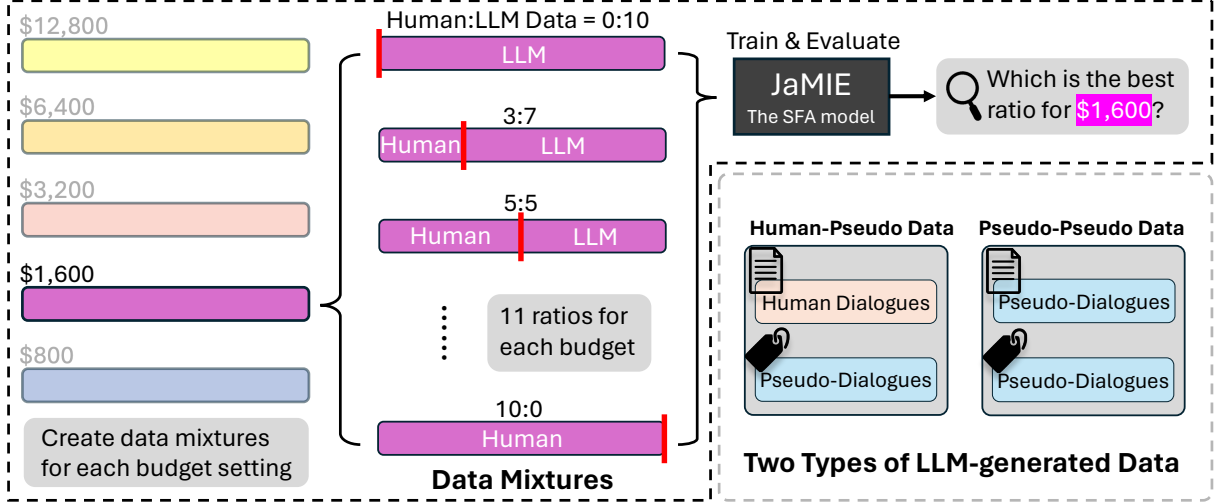 $12,800
$6,400
$3,200
$1,600
$800
Create data mixtures
for each budget setting
Human:LLM Data = 0:10
LLM
3:7
Human
LLM
5:5
Human
LLM
11 ratios for
each budget
10:0
Human
Data Mixtures
Train & Evaluate
JaMIE
The SFA model
Which is the best
ratio for $1,600?
Human-Pseudo Data
Human Dialogues
Pseudo-Dialogues
Pseudo-Pseudo Data
Pseudo-Dialogues
Pseudo-Dialogues
Two Types of LLM-generated Data